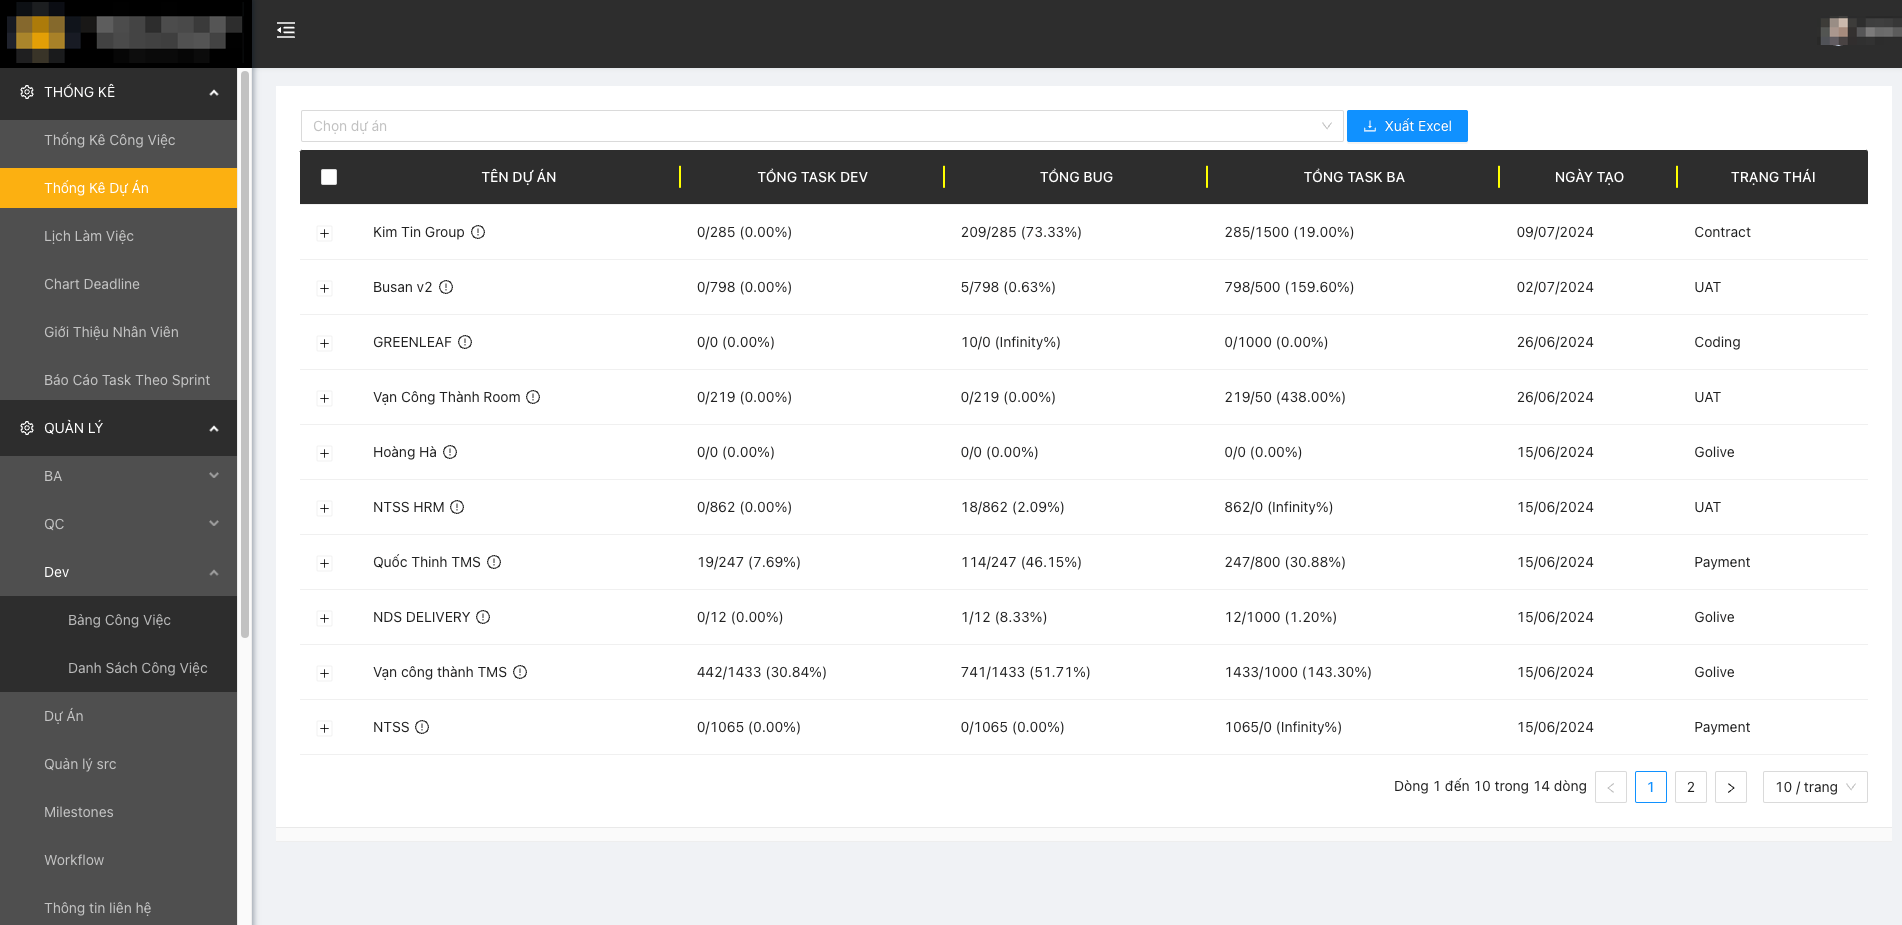 THỐNG KÊ
Thống Kê Công Việc
Thống Kê Dự Án
Lịch Làm Việc
Chart Deadline
Giới Thiệu Nhân Viên
Báo Cáo Task Theo Sprint
QUẢN LÝ
BA
QC
Dev
Bảng Công Việc
Danh Sách Công Việc
Dự Án
Quản lý src
Milestones
Workflow
Thông tin liên hệ
Chọn dự án
Xuất Excel
TÊN DỰ ÁN TỔNG TASK DEV TỔNG BUG TỔNG TASK BA NGÀY TẠO TRẠNG THÁI
Kim Tin Group 0/285 (0.00%) 209/285 (73.33%) 285/1500 (19.00%) 09/07/2024 Contract
Busan v2 0/798 (0.00%) 5/798 (0.63%) 798/500 (159.60%) 02/07/2024 UAT
GREENLEAF 0/0 (0.00%) 10/0 (Infinity%) 0/1000 (0.00%) 26/06/2024 Coding
Vạn Công Thành Room 0/219 (0.00%) 0/219 (0.00%) 219/50 (438.00%) 26/06/2024 UAT
Hoàng Hà 0/0 (0.00%) 0/0 (0.00%) 0/0 (0.00%) 15/06/2024 Golive
NTSS HRM 0/862 (0.00%) 18/862 (2.09%) 862/0 (Infinity%) 15/06/2024 UAT
Quốc Thinh TMS 19/247 (7.69%) 114/247 (46.15%) 247/800 (30.88%) 15/06/2024 Payment
NDS DELIVERY 0/12 (0.00%) 1/12 (8.33%) 12/1000 (1.20%) 15/06/2024 Golive
Vạn công thành TMS 442/1433 (30.84%) 741/1433 (51.71%) 1433/1000 (143.30%) 15/06/2024 Golive
NTSS 0/1065 (0.00%) 0/1065 (0.00%) 1065/0 (Infinity%) 15/06/2024 Payment
Dòng 1 đến 10 trong 14 dòng < 1 2 > 10 / trang